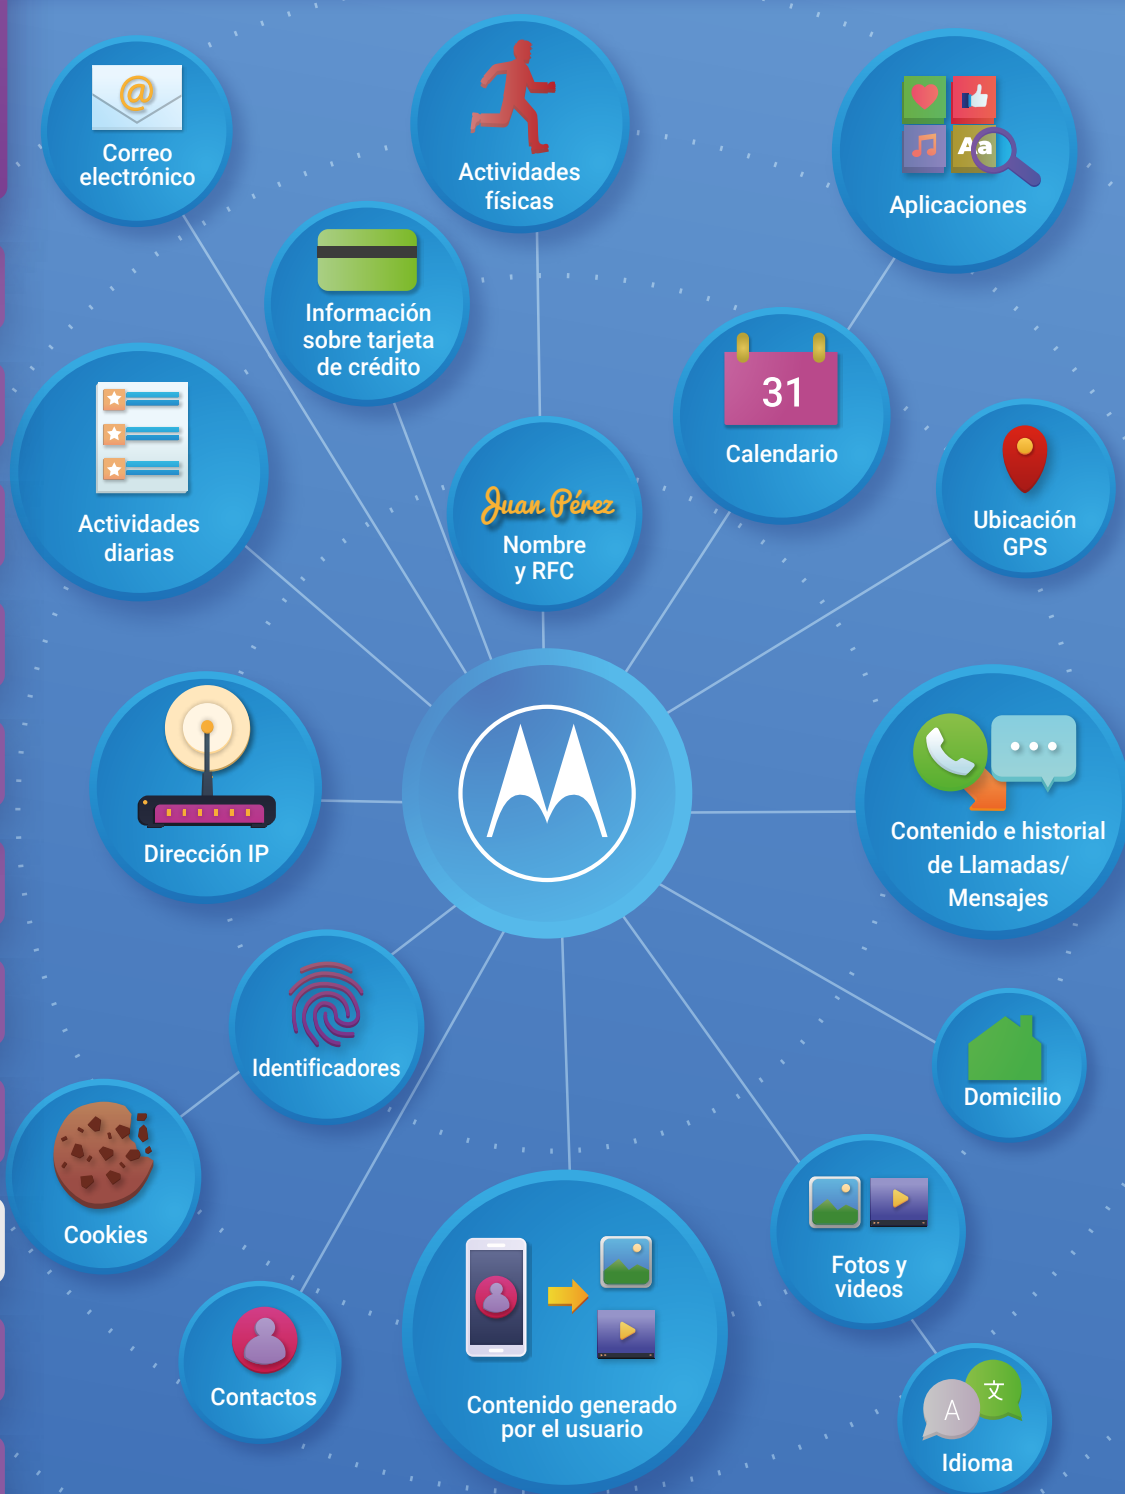 @
Correo
electrónico
Actividades
físicas
Aa
Aplicaciones
Información
sobre tarjeta
de crédito
31
Calendario
Actividades
diarias
Juan Pérez
Nombre
y RFC
Ubicación
GPS
Dirección IP
Contenido e historial
de Llamadas/
Mensajes
Identificadores
Domicilio
Cookies
Fotos y
videos
Contactos
Contenido generado
por el usuario
A
文
Idioma